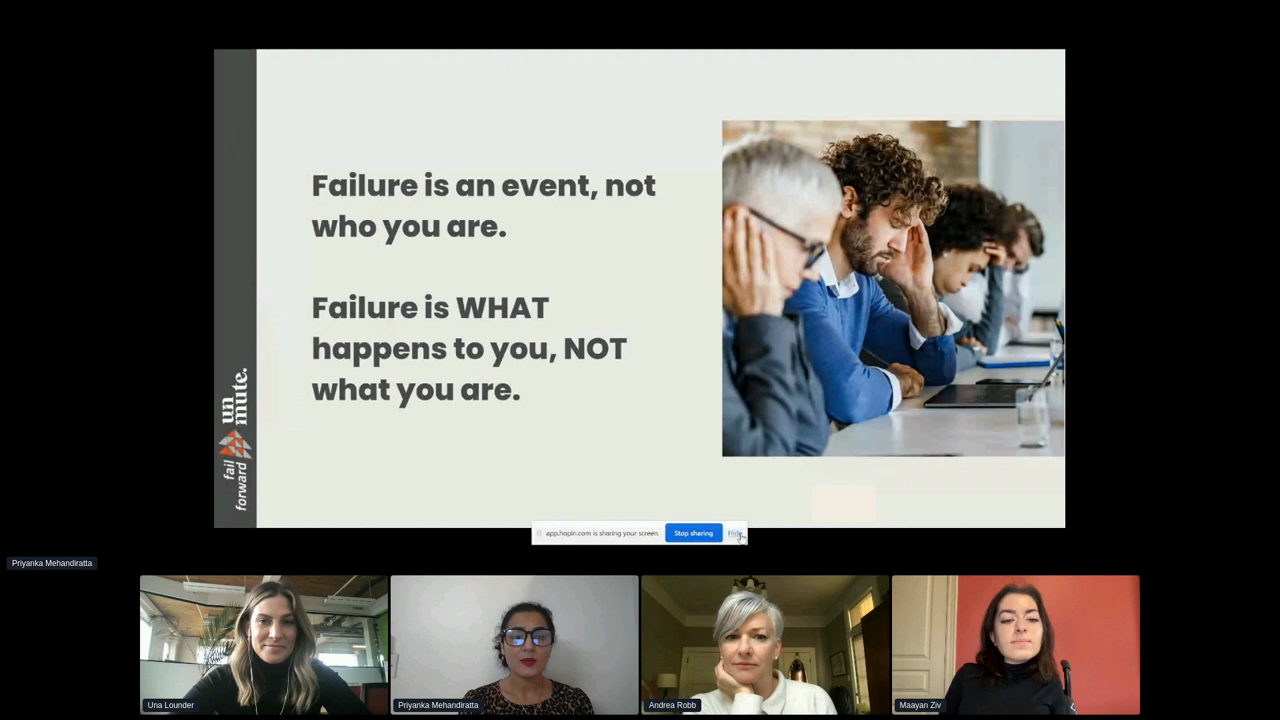 Failure is an event, not
who you are.
Failure is WHAT
happens to you, NOT
what you are.
un
mute.
fail
forward
app.hopin.com is sharing your screen.
Stop sharing
Hide
Priyanka Mehandiratta
Una Lounder
Priyanka Mehandiratta
Andrea Robb
Maayan Ziv